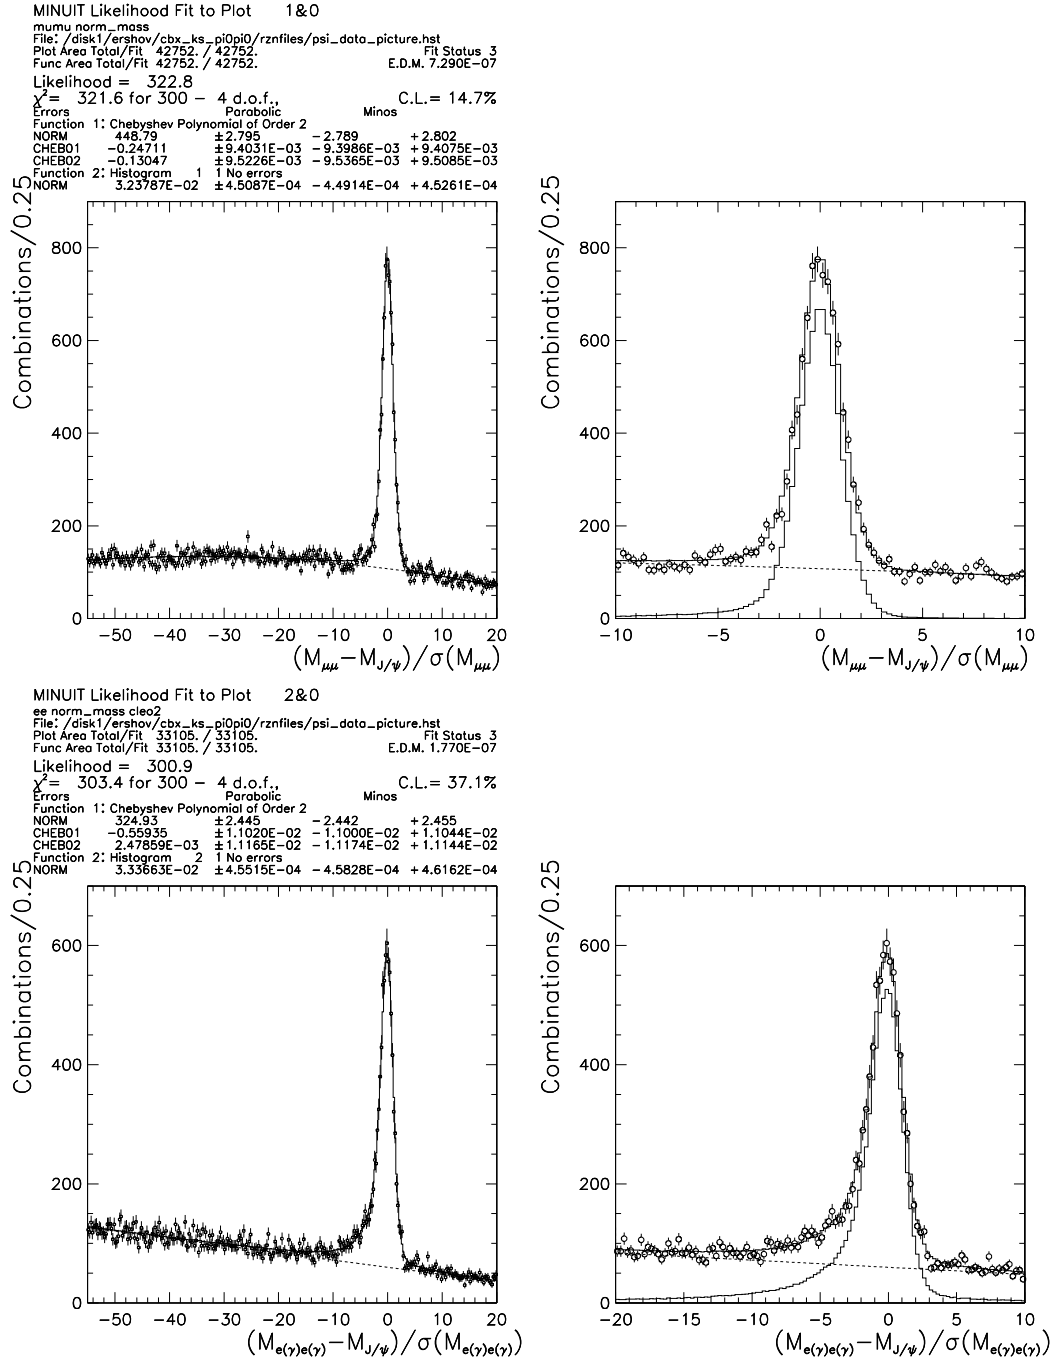 MINUIT Likelihood Fit to Plot 1&0
mumu norm_mass
File: /disk1/ershov/cbx_ks_pi0pi0/rznfiles/psi_data_picture.hst
Plot Area Total/Fit 42752. / 42752. Fit Status 3
Func Area Total/Fit 42752. / 42752. E.D.M. 7.290E-07
Likelihood = 322.8
χ²= 321.6 for 300 - 4 d.o.f., C.L.= 14.7%
Errors Parabolic Minos
Function 1: Chebyshev Polynomial of Order 2
NORM 448.79 ± 2.795 - 2.789 + 2.802
CHEB01 -0.24711 ± 9.4031E-03 - 9.3986E-03 + 9.4075E-03
CHEB02 -0.13047 ± 9.5226E-03 - 9.5365E-03 + 9.5085E-03
Function 2: Histogram 1 1 No errors
NORM 3.23787E-02 ± 4.5087E-04 - 4.4914E-04 + 4.5261E-04
Combinations/0.25
800
600
400
200
0
-50 -40 -30 -20 -10 0 10 20
(Mμμ-MJ/ψ)/σ(Mμμ)
Combinations/0.25
800
600
400
200
0
-10 -5 0 5 10
(Mμμ-MJ/ψ)/σ(Mμμ)
MINUIT Likelihood Fit to Plot 2&0
ee norm_mass cleo2
File: /disk1/ershov/cbx_ks_pi0pi0/rznfiles/psi_data_picture.hst
Plot Area Total/Fit 33105. / 33105. Fit Status 3
Func Area Total/Fit 33105. / 33105. E.D.M. 1.770E-07
Likelihood = 300.9
χ²= 303.4 for 300 - 4 d.o.f., C.L.= 37.1%
Errors Parabolic Minos
Function 1: Chebyshev Polynomial of Order 2
NORM 324.93 ± 2.445 - 2.442 + 2.455
CHEB01 -0.55935 ± 1.1020E-02 - 1.1000E-02 + 1.1044E-02
CHEB02 2.47859E-03 ± 1.1165E-02 - 1.1174E-02 + 1.1144E-02
Function 2: Histogram 2 1 No errors
NORM 3.33663E-02 ± 4.5515E-04 - 4.5828E-04 + 4.6162E-04
Combinations/0.25
600
400
200
0
-50 -40 -30 -20 -10 0 10 20
(Me(γ)e(γ)-MJ/ψ)/σ(Me(γ)e(γ))
Combinations/0.25
600
400
200
0
-20 -15 -10 -5 0 5 10
(Me(γ)e(γ)-MJ/ψ)/σ(Me(γ)e(γ))